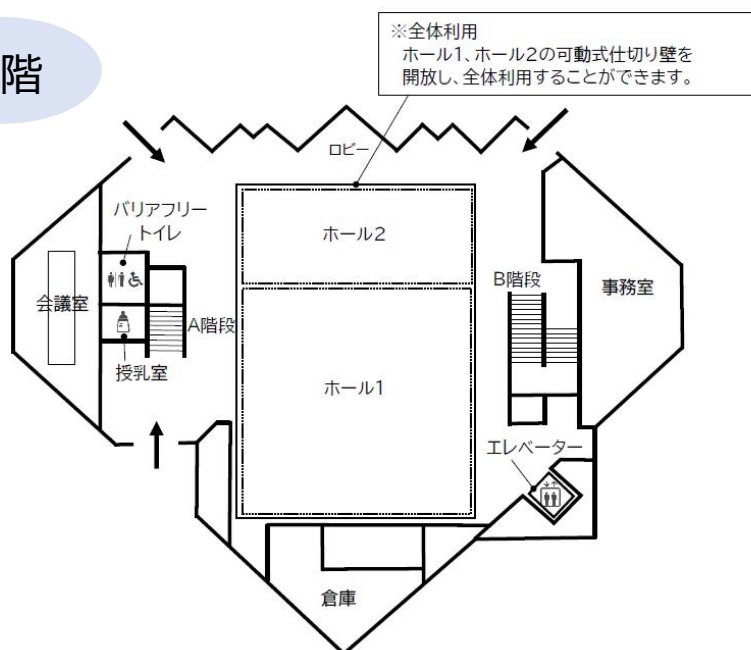 階
※全体利用
ホール1、ホール2の可動式仕切り壁を
開放し、全体利用することができます。
ロビー
バリアフリー
トイレ
ホール2
会議室
A階段
B階段
事務室
授乳室
ホール1
エレベーター
倉庫